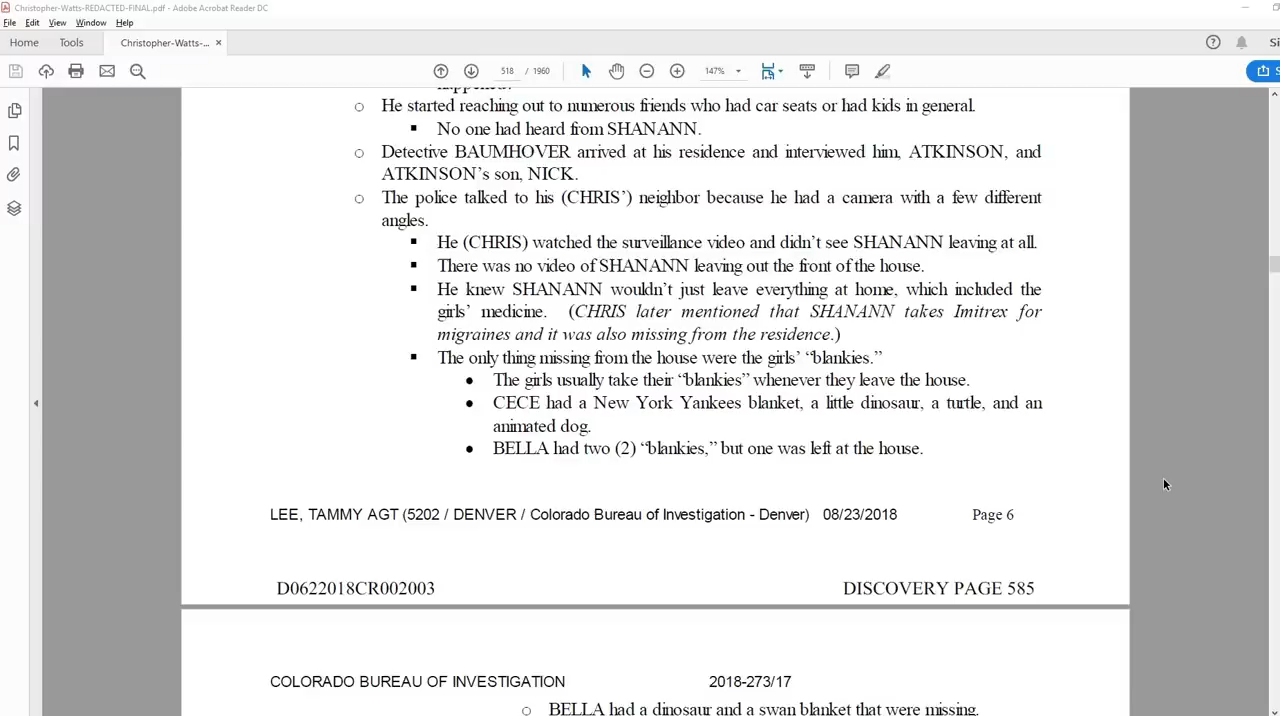 Christopher-Watts-REDACTED-FINAL.pdf - Adobe Acrobat Reader DC
File Edit View Window Help
Home Tools Christopher-Watts-... ×
518 / 1960 147%
He started reaching out to numerous friends who had car seats or had kids in general.
No one had heard from SHANANN.
Detective BAUMHOVER arrived at his residence and interviewed him, ATKINSON, and
ATKINSON's son, NICK.
The police talked to his (CHRIS') neighbor because he had a camera with a few different
angles.
He (CHRIS) watched the surveillance video and didn't see SHANANN leaving at all.
There was no video of SHANANN leaving out the front of the house.
He knew SHANANN wouldn't just leave everything at home, which included the
girls' medicine. (CHRIS later mentioned that SHANANN takes Imitrex for
migraines and it was also missing from the residence.)
The only thing missing from the house were the girls' “blankies.”
The girls usually take their “blankies” whenever they leave the house.
CECE had a New York Yankees blanket, a little dinosaur, a turtle, and an
animated dog.
BELLA had two (2) “blankies,” but one was left at the house.
LEE, TAMMY AGT (5202 / DENVER / Colorado Bureau of Investigation - Denver) 08/23/2018 Page 6
D0622018CR002003 DISCOVERY PAGE 585
COLORADO BUREAU OF INVESTIGATION 2018-273/17
BELLA had a dinosaur and a swan blanket that were missing.